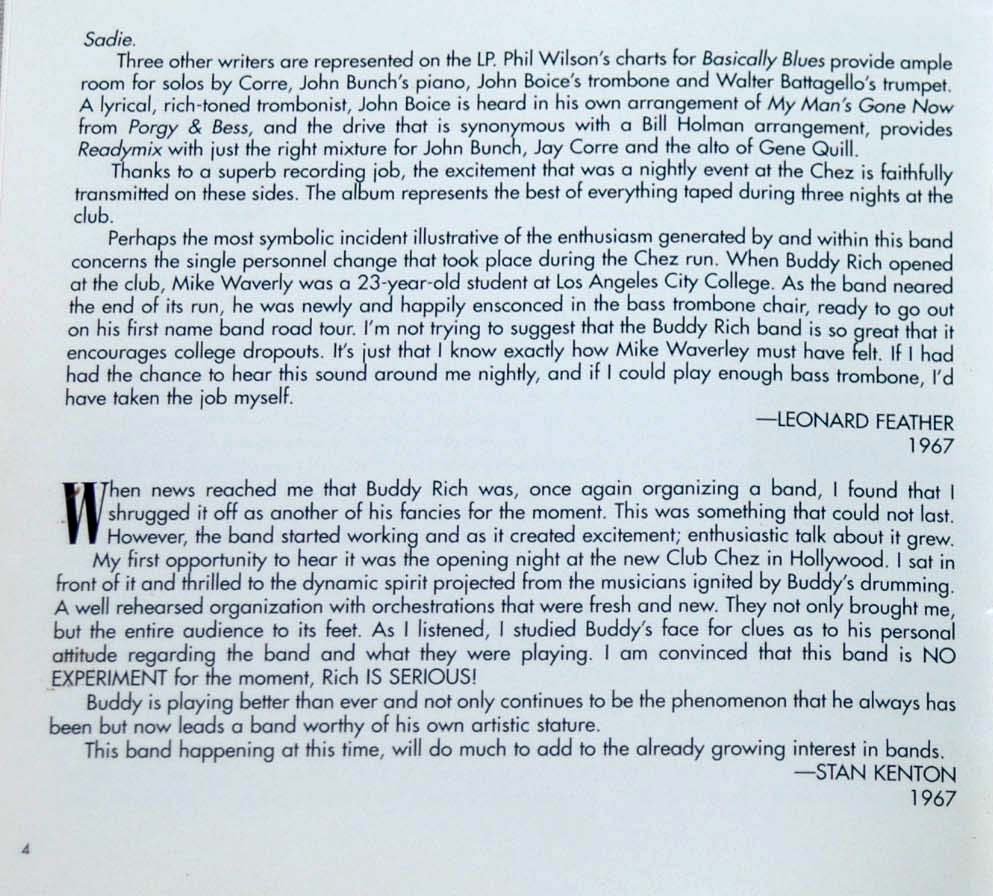 Sadie.
Three other writers are represented on the LP. Phil Wilson's charts for Basically Blues provide ample
room for solos by Corre, John Bunch's piano, John Boice's trombone and Walter Battagello's trumpet.
A lyrical, rich-toned trombonist, John Boice is heard in his own arrangement of My Man's Gone Now
from Porgy & Bess, and the drive that is synonymous with a Bill Holman arrangement, provides
Readymix with just the right mixture for John Bunch, Jay Corre and the alto of Gene Quill.
Thanks to a superb recording job, the excitement that was a nightly event at the Chez is faithfully
transmitted on these sides. The album represents the best of everything taped during three nights at the
club.
Perhaps the most symbolic incident illustrative of the enthusiasm generated by and within this band
concerns the single personnel change that took place during the Chez run. When Buddy Rich opened
at the club, Mike Waverly was a 23-year-old student at Los Angeles City College. As the band neared
the end of its run, he was newly and happily ensconced in the bass trombone chair, ready to go out
on his first name band road tour. I'm not trying to suggest that the Buddy Rich band is so great that it
encourages college dropouts. It's just that I know exactly how Mike Waverley must have felt. If I had
had the chance to hear this sound around me nightly, and if I could play enough bass trombone, I'd
have taken the job myself.
—LEONARD FEATHER
1967
When news reached me that Buddy Rich was, once again organizing a band, I found that I
shrugged it off as another of his fancies for the moment. This was something that could not last.
However, the band started working and as it created excitement; enthusiastic talk about it grew.
My first opportunity to hear it was the opening night at the new Club Chez in Hollywood. I sat in
front of it and thrilled to the dynamic spirit projected from the musicians ignited by Buddy's drumming.
A well rehearsed organization with orchestrations that were fresh and new. They not only brought me,
but the entire audience to its feet. As I listened, I studied Buddy's face for clues as to his personal
attitude regarding the band and what they were playing. I am convinced that this band is NO
EXPERIMENT for the moment, Rich IS SERIOUS!
Buddy is playing better than ever and not only continues to be the phenomenon that he always has
been but now leads a band worthy of his own artistic stature.
This band happening at this time, will do much to add to the already growing interest in bands.
—STAN KENTON
1967
4